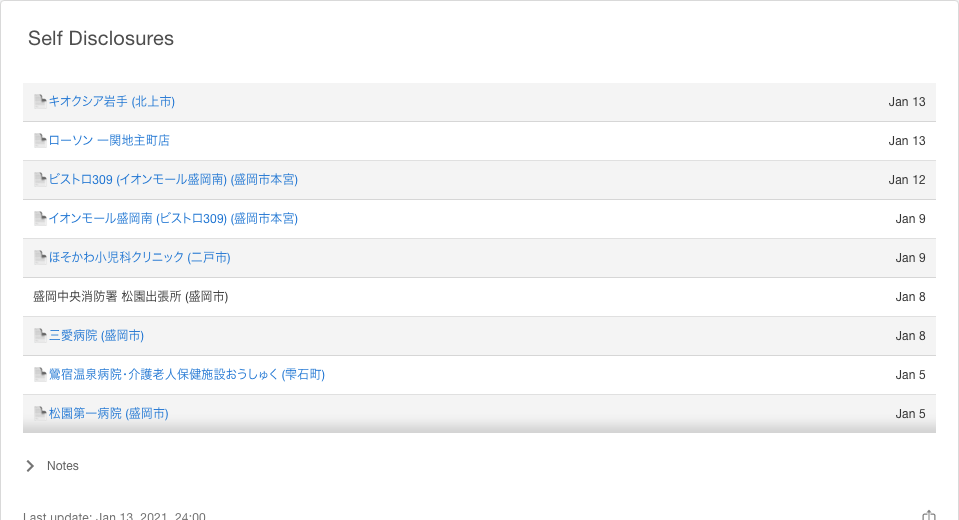 Self Disclosures
キオクシア岩手 (北上市) Jan 13
ローソン 一関地主町店 Jan 13
ビストロ309 (イオンモール盛岡南) (盛岡市本宮) Jan 12
イオンモール盛岡南 (ビストロ309) (盛岡市本宮) Jan 9
ほそかわ小児科クリニック (二戸市) Jan 9
盛岡中央消防署 松園出張所 (盛岡市) Jan 8
三愛病院 (盛岡市) Jan 8
鶯宿温泉病院･介護老人保健施設おうしゅく (雫石町) Jan 5
松園第一病院 (盛岡市) Jan 5
Notes
Last update: Jan 13, 2021, 24:00